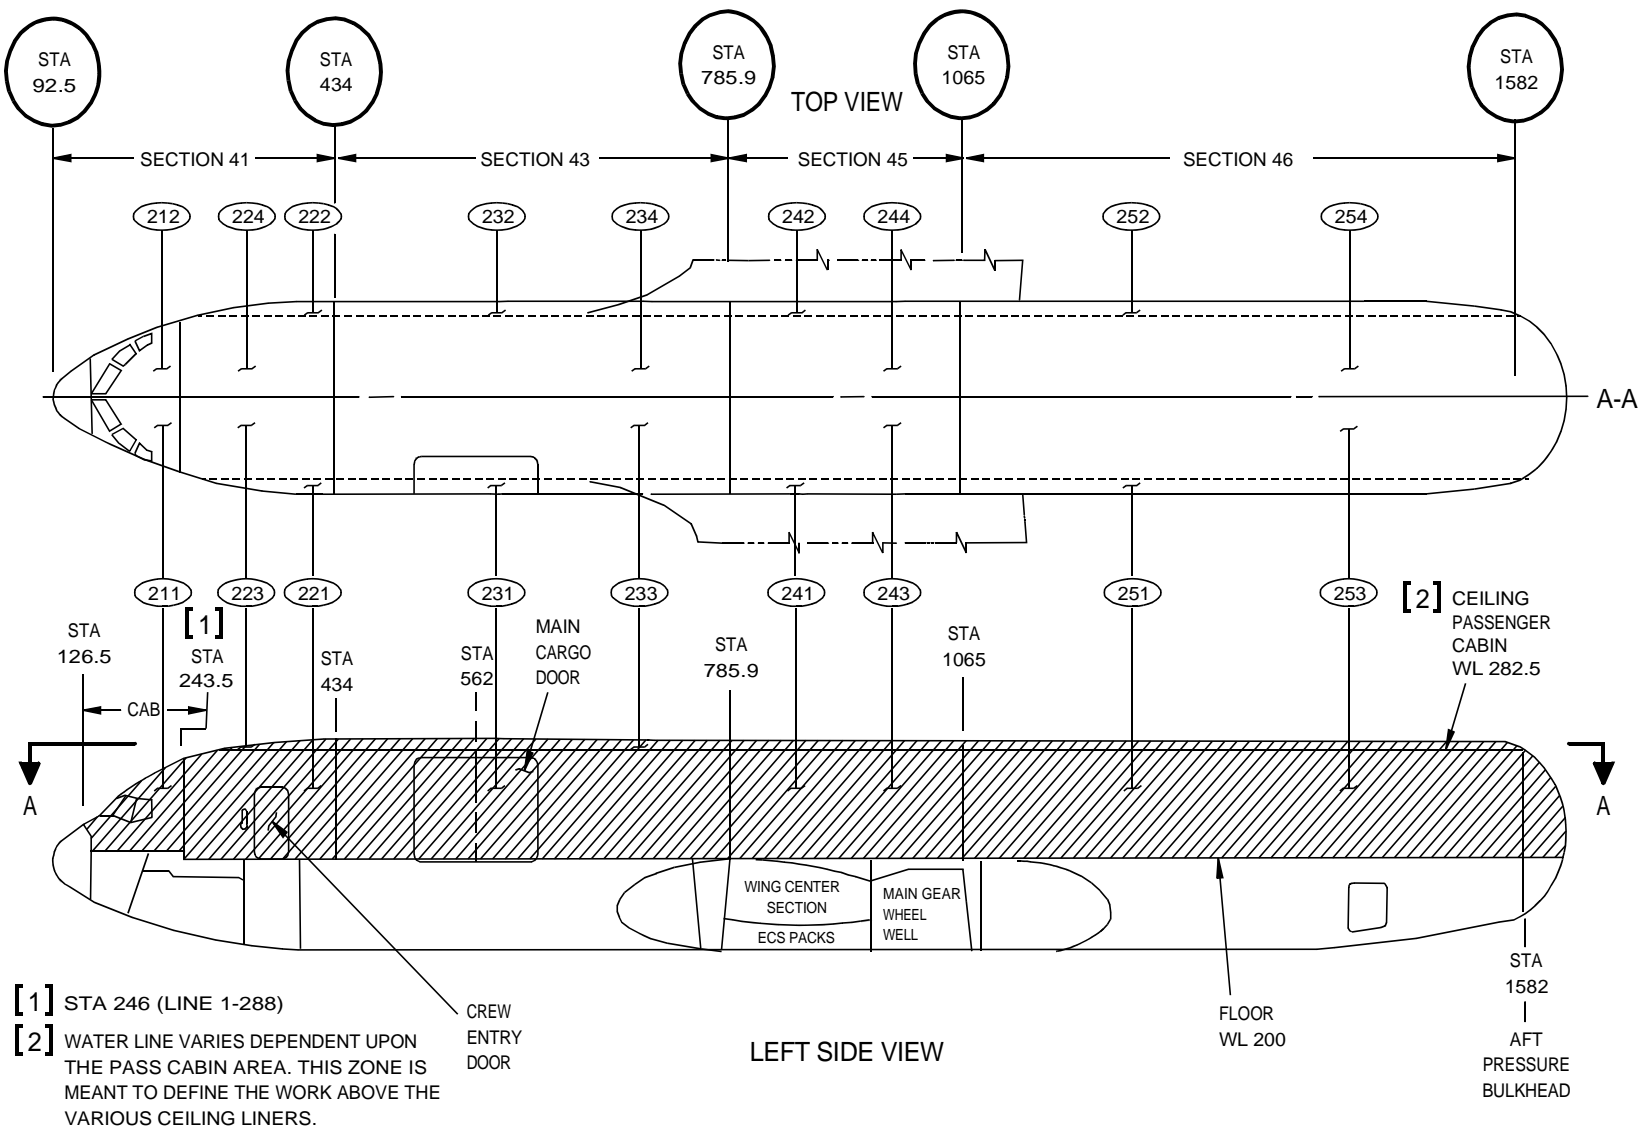 STA
92.5
STA
434
STA
785.9
STA
1065
STA
1582
TOP VIEW
SECTION 41
SECTION 43
SECTION 45
SECTION 46
212
224
222
232
234
242
244
252
254
A-A
211
223
221
231
233
241
243
251
253
[2] CEILING
PASSENGER
CABIN
WL 282.5
[1]
STA
126.5
STA
243.5
STA
434
STA
562
MAIN
CARGO
DOOR
STA
785.9
STA
1065
CAB
A
A
WING CENTER
SECTION
ECS PACKS
MAIN GEAR
WHEEL
WELL
STA
1582
AFT
PRESSURE
BULKHEAD
FLOOR
WL 200
CREW
ENTRY
DOOR
LEFT SIDE VIEW
[1] STA 246 (LINE 1-288)
[2] WATER LINE VARIES DEPENDENT UPON
THE PASS CABIN AREA. THIS ZONE IS
MEANT TO DEFINE THE WORK ABOVE THE
VARIOUS CEILING LINERS.